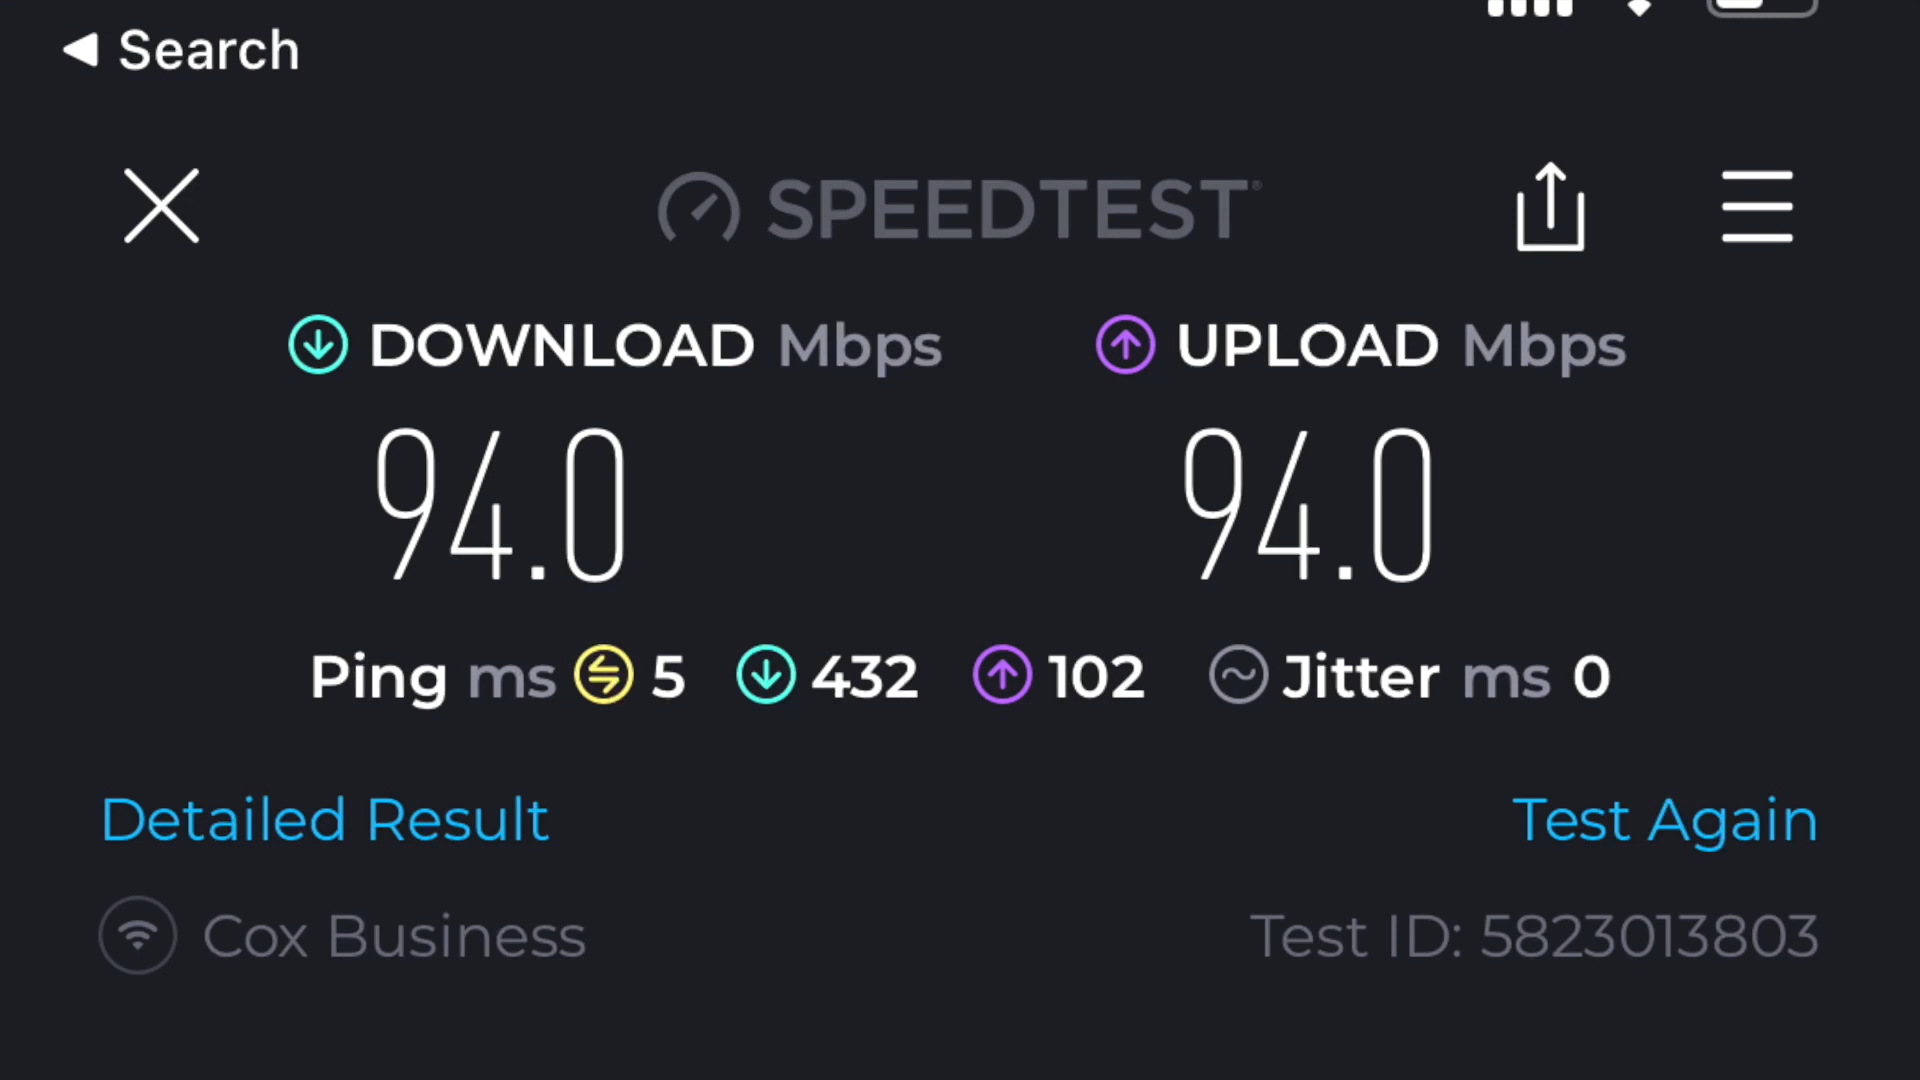 Search
SPEEDTEST®
DOWNLOAD Mbps
UPLOAD Mbps
94.0
94.0
Ping ms 5 432 102 Jitter ms 0
Detailed Result
Test Again
Cox Business
Test ID: 5823013803